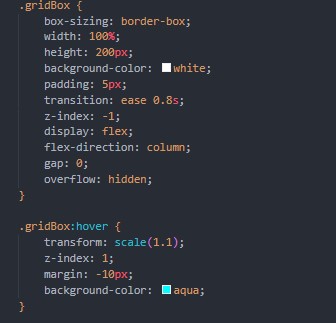 .gridBox {
    box-sizing: border-box;
    width: 100%;
    height: 200px;
    background-color: white;
    padding: 5px;
    transition: ease 0.8s;
    z-index: -1;
    display: flex;
    flex-direction: column;
    gap: 0;
    overflow: hidden;
}

.gridBox:hover {
    transform: scale(1.1);
    z-index: 1;
    margin: -10px;
    background-color: aqua;
}